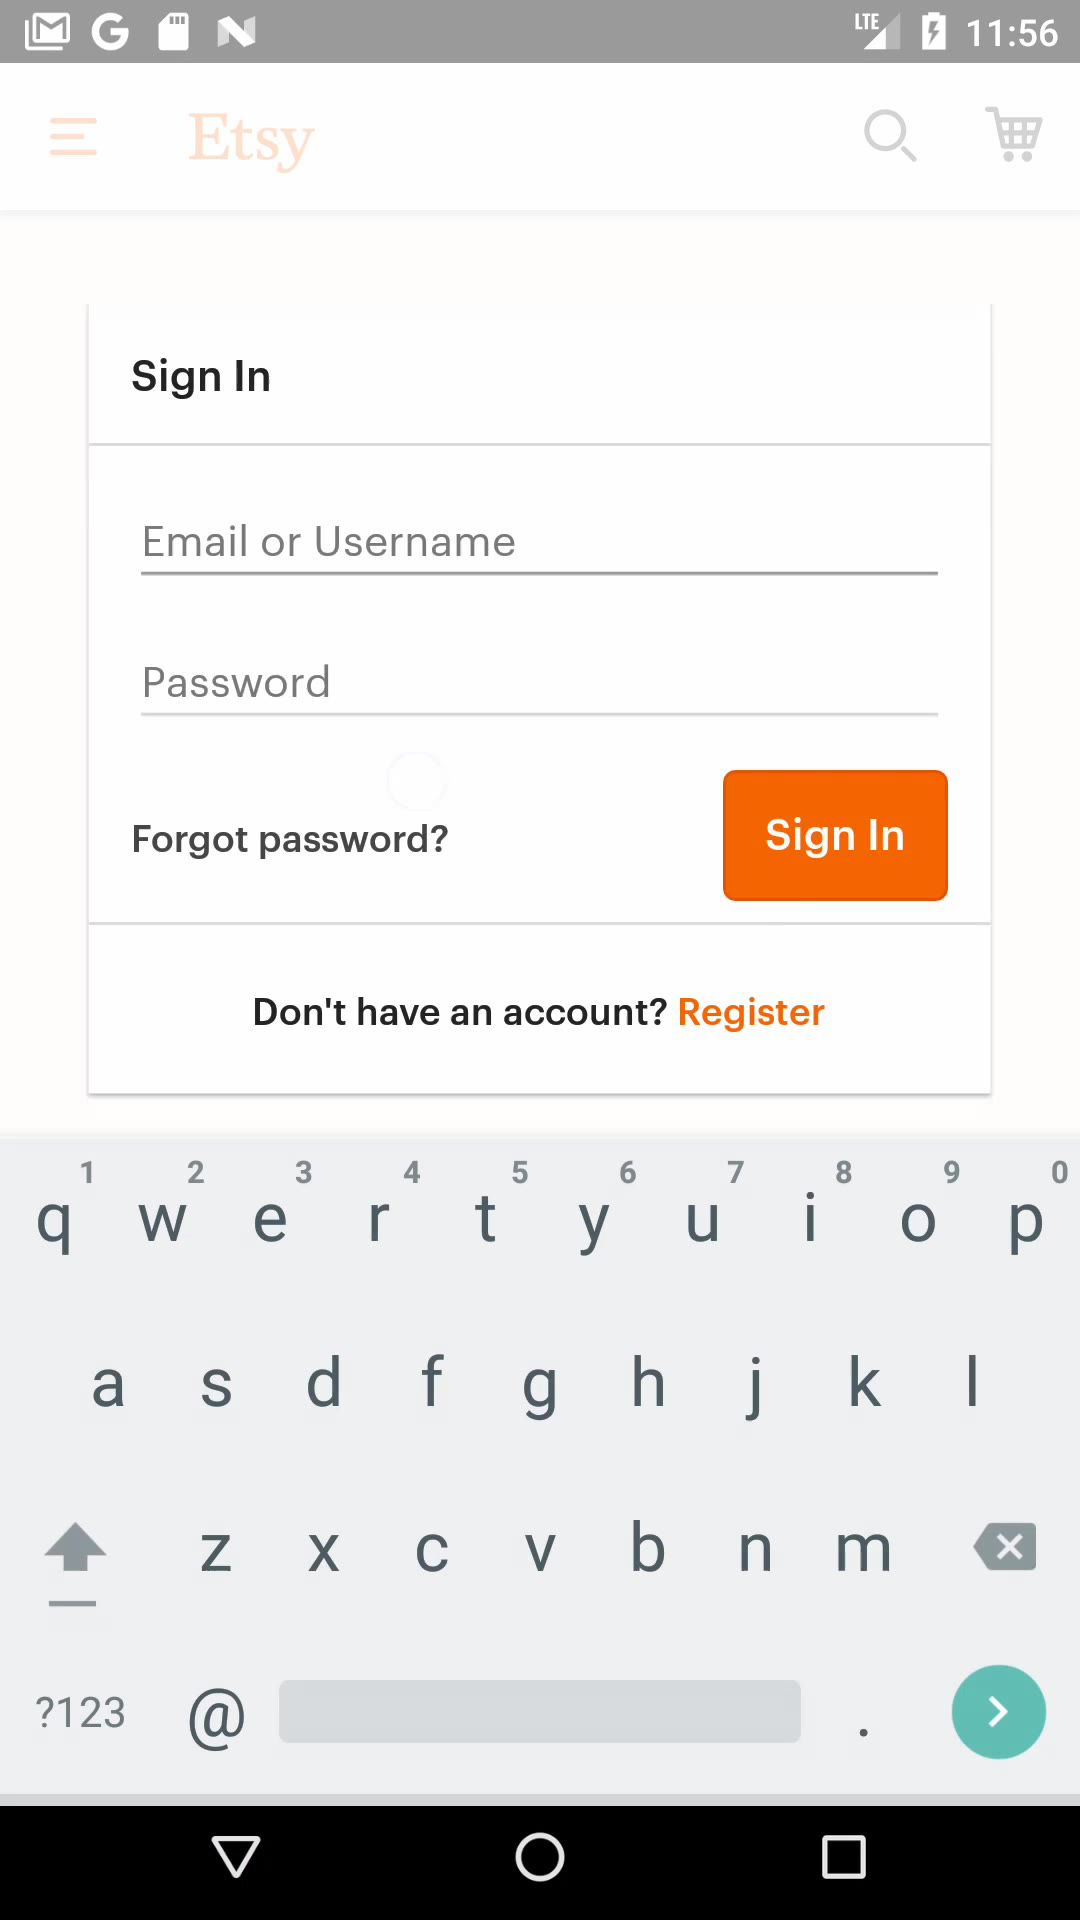 LTE 11:56
Etsy
Sign In
Email or Username
Password
Forgot password?
Sign In
Don't have an account? Register
1 2 3 4 5 6 7 8 9 0
q w e r t y u i o p
a s d f g h j k l
z x c v b n m
?123 @ .